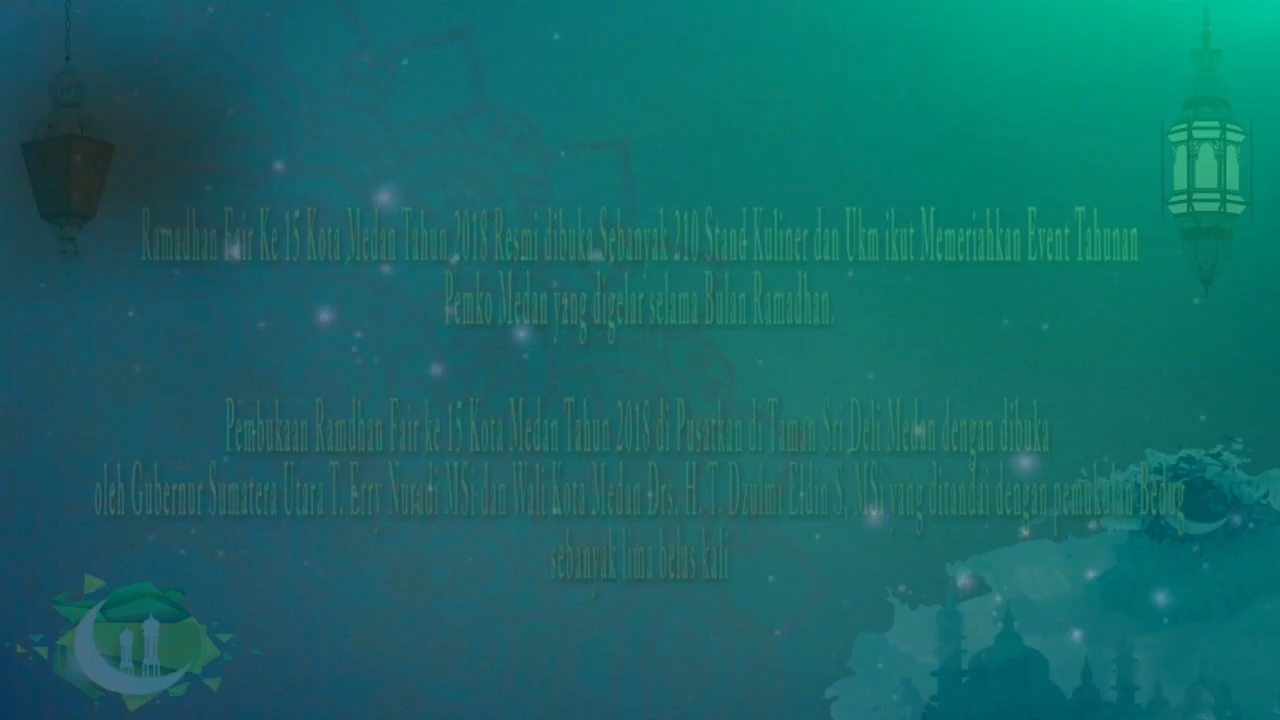 Ramadhan Fair Ke 15 Kota Medan Tahun 2018 Resmi dibuka Sebanyak 210 Stand Kuliner dan Ukm ikut Memeriahkan Event Tahunan
Pemko Medan yang digelar selama Bulan Ramadhan.
Pembukaan Ramdhan Fair ke 15 Kota Medan Tahun 2018 di Pusatkan di Taman Sri Deli Medan dengan dibuka
oleh Gubernur Sumatera Utara T. Erry Nuradi MSi dan Wali Kota Medan Drs. H. T. Dzulmi Eldin S, MSi yang ditandai dengan pemukulan Bedug
sebanyak lima belas kali